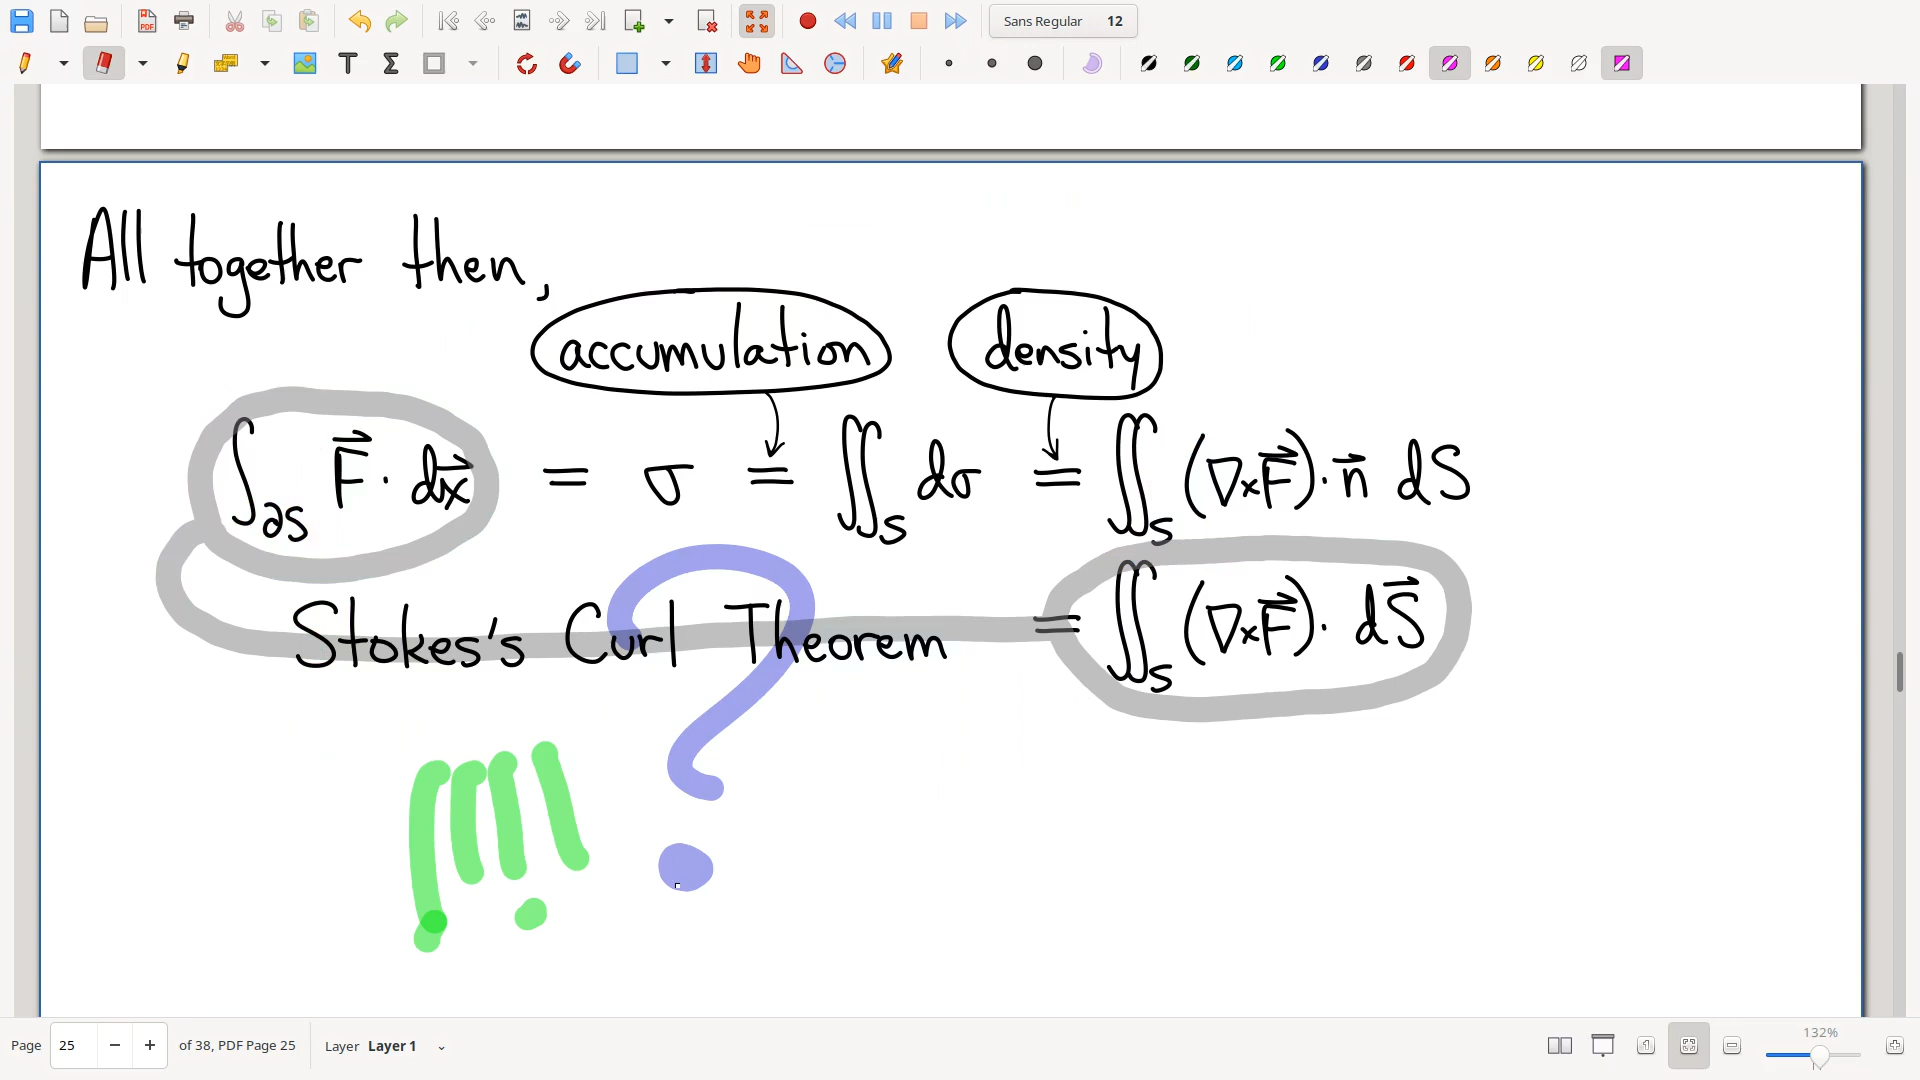 Sans Regular 12
All together then,
accumulation density
∫∂S F⃗ · dx⃗ = σ = ∬S dσ = ∬S (∇×F⃗)·n⃗ dS
Stokes's Curl Theorem = ∬S (∇×F⃗)· dS⃗
!!!! ?
Page 25 − + of 38, PDF Page 25 Layer Layer 1 132%